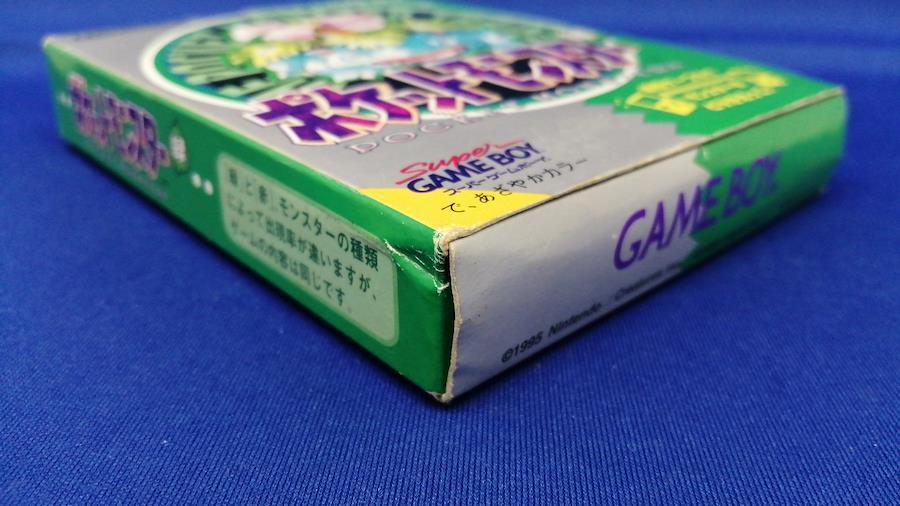 ポケットモンスター
POCKET
Super
GAME BOY
スーパーゲームボーイ
で、あざやかカラー
ポケットモンスター
緑
「緑」と「赤」、モンスターの種類
によって出現率が違いますが、
ゲームの内容は同じです。
GAME BOY
©1995 Nintendo Creatures